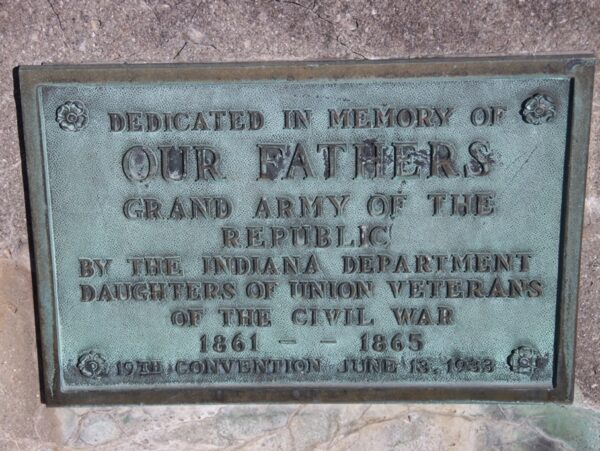 DEDICATED IN MEMORY OF
OUR FATHERS
GRAND ARMY OF THE
REPUBLIC
BY THE INDIANA DEPARTMENT
DAUGHTERS OF UNION VETERANS
OF THE CIVIL WAR
1861 – – 1865
19TH CONVENTION JUNE 13, 1933